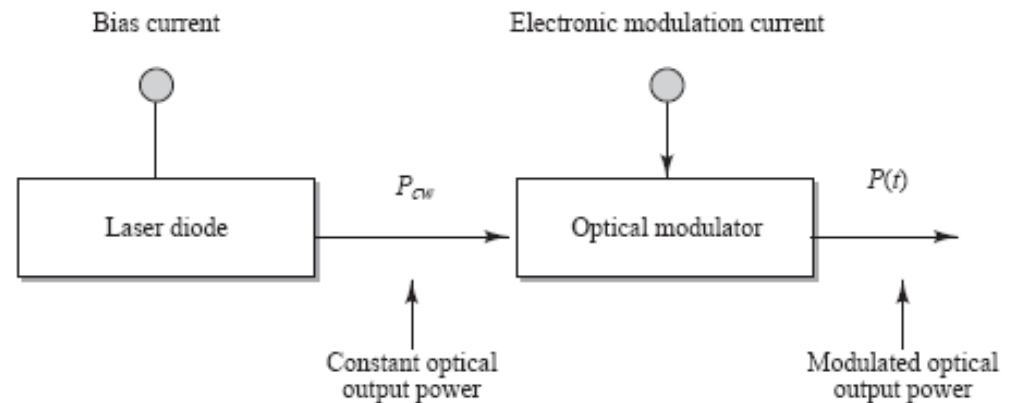 Bias current
Electronic modulation current
Laser diode
P_cw
Optical modulator
P(t)
Constant optical
output power
Modulated optical
output power